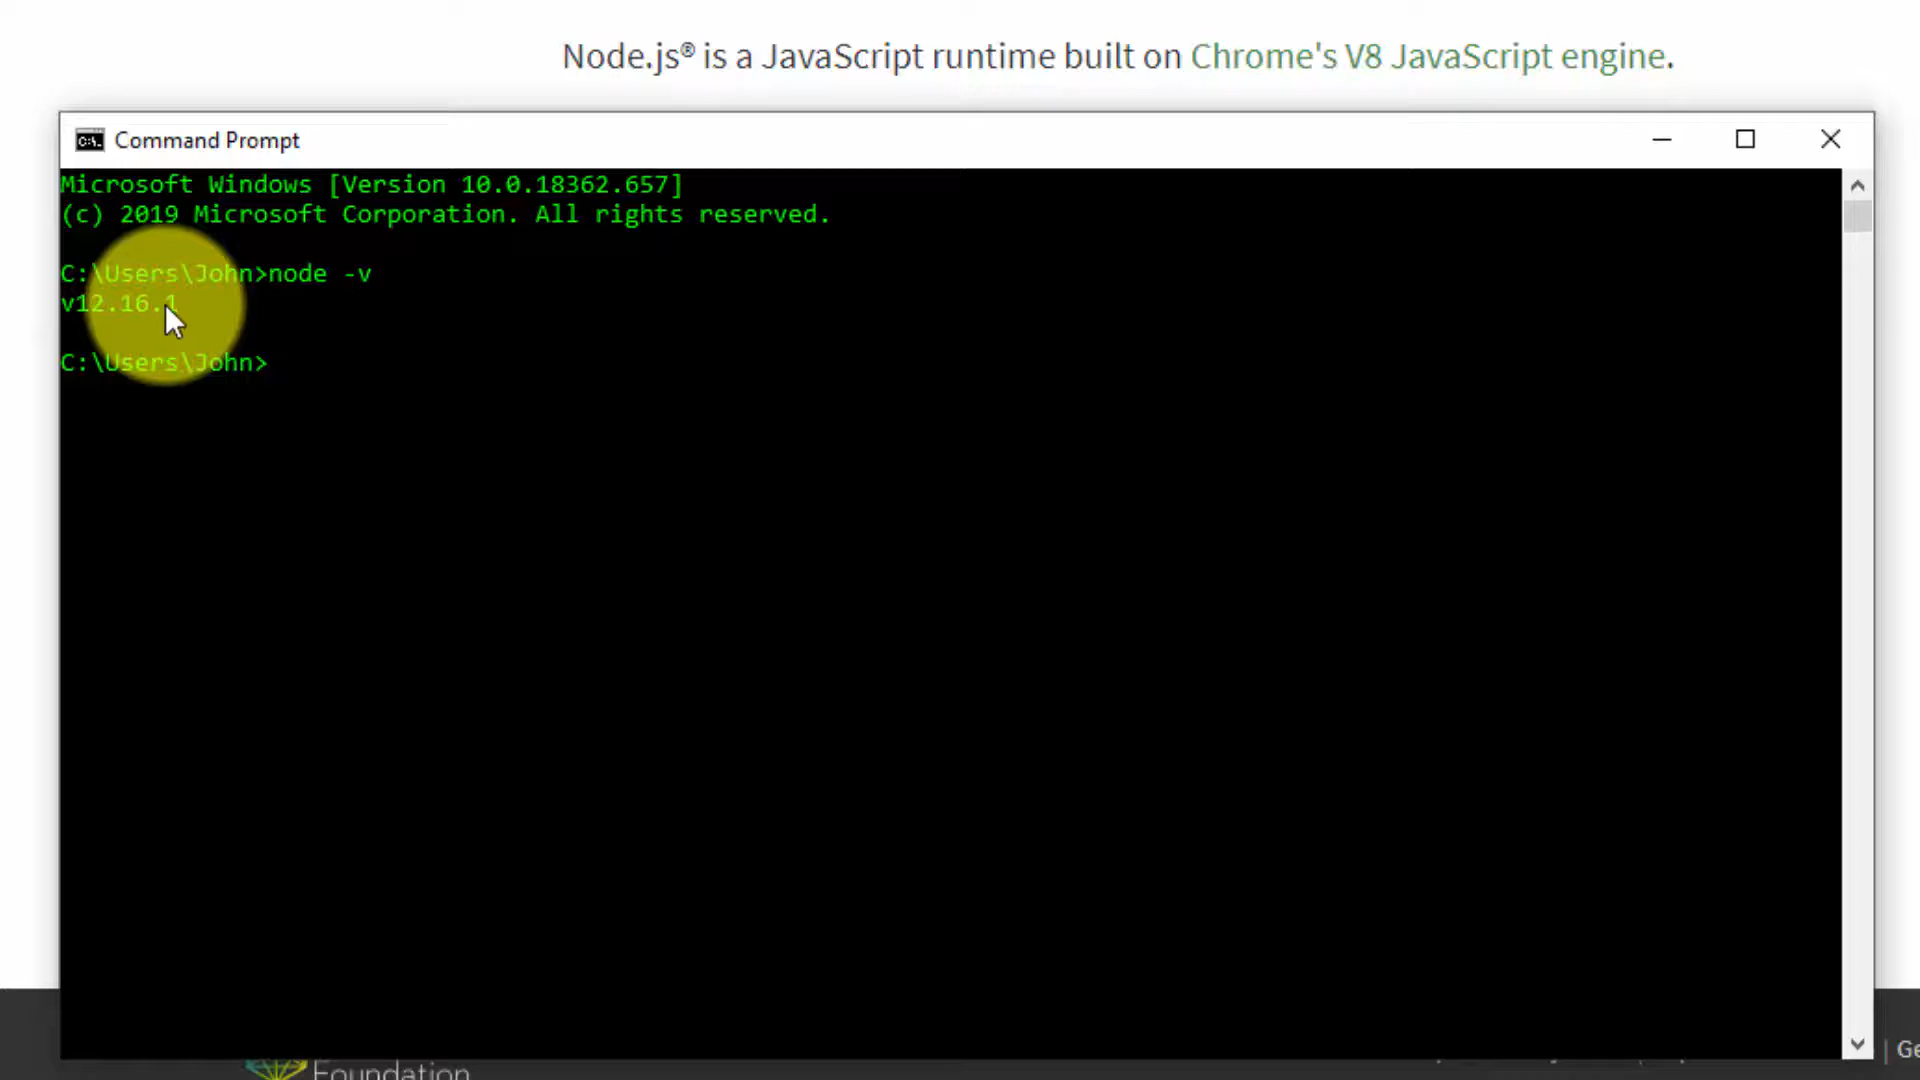 Node.js® is a JavaScript runtime built on Chrome's V8 JavaScript engine.
Command Prompt
Microsoft Windows [Version 10.0.18362.657]
(c) 2019 Microsoft Corporation. All rights reserved.
C:\Users\John>node -v
v12.16.1
C:\Users\John>
Foundation